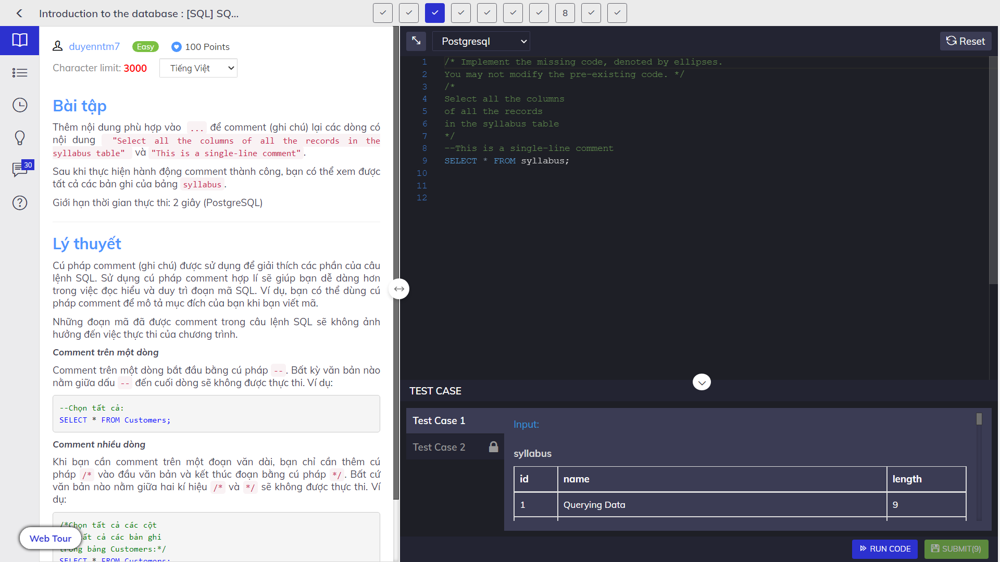 Introduction to the database : [SQL] SQ...
8
duyenntm7 Easy 100 Points
Character limit: 3000 Tiếng Việt
30
Bài tập
Thêm nội dung phù hợp vào ... để comment (ghi chú) lại các dòng có
nội dung "Select all the columns of all the records in the
syllabus table" và "This is a single-line comment".
Sau khi thực hiện hành động comment thành công, bạn có thể xem được
tất cả các bản ghi của bảng syllabus.
Giới hạn thời gian thực thi: 2 giây (PostgreSQL)
Lý thuyết
Cú pháp comment (ghi chú) được sử dụng để giải thích các phần của câu
lệnh SQL. Sử dụng cú pháp comment hợp lí sẽ giúp bạn dễ dàng hơn
trong việc đọc hiểu và duy trì đoạn mã SQL. Ví dụ, bạn có thể dùng cú
pháp comment để mô tả mục đích của bạn khi bạn viết mã.
Những đoạn mã đã được comment trong câu lệnh SQL sẽ không ảnh
hưởng đến việc thực thi của chương trình.
Comment trên một dòng
Comment trên một dòng bắt đầu bằng cú pháp --. Bất kỳ văn bản nào
nằm giữa dấu -- đến cuối dòng sẽ không được thực thi. Ví dụ:
--Chọn tất cả:
SELECT * FROM Customers;
Comment nhiều dòng
Khi bạn cần comment trên một đoạn văn dài, bạn chỉ cần thêm cú
pháp /* vào đầu văn bản và kết thúc đoạn bằng cú pháp */. Bất cứ
văn bản nào nằm giữa hai kí hiệu /* và */ sẽ không được thực thi. Ví
dụ:
/*Chọn tất cả các cột
tất cả các bản ghi
trong bảng Customers:*/
SELECT * FROM Customers;
Web Tour
Postgresql
Reset
1 /* Implement the missing code, denoted by ellipses.
2 You may not modify the pre-existing code. */
3 /*
4 Select all the columns
5 of all the records
6 in the syllabus table
7 */
8 --This is a single-line comment
9 SELECT * FROM syllabus;
10
11
12
TEST CASE
Test Case 1
Test Case 2
Input:
syllabus
id name length
1 Querying Data 9
RUN CODE SUBMIT(9)